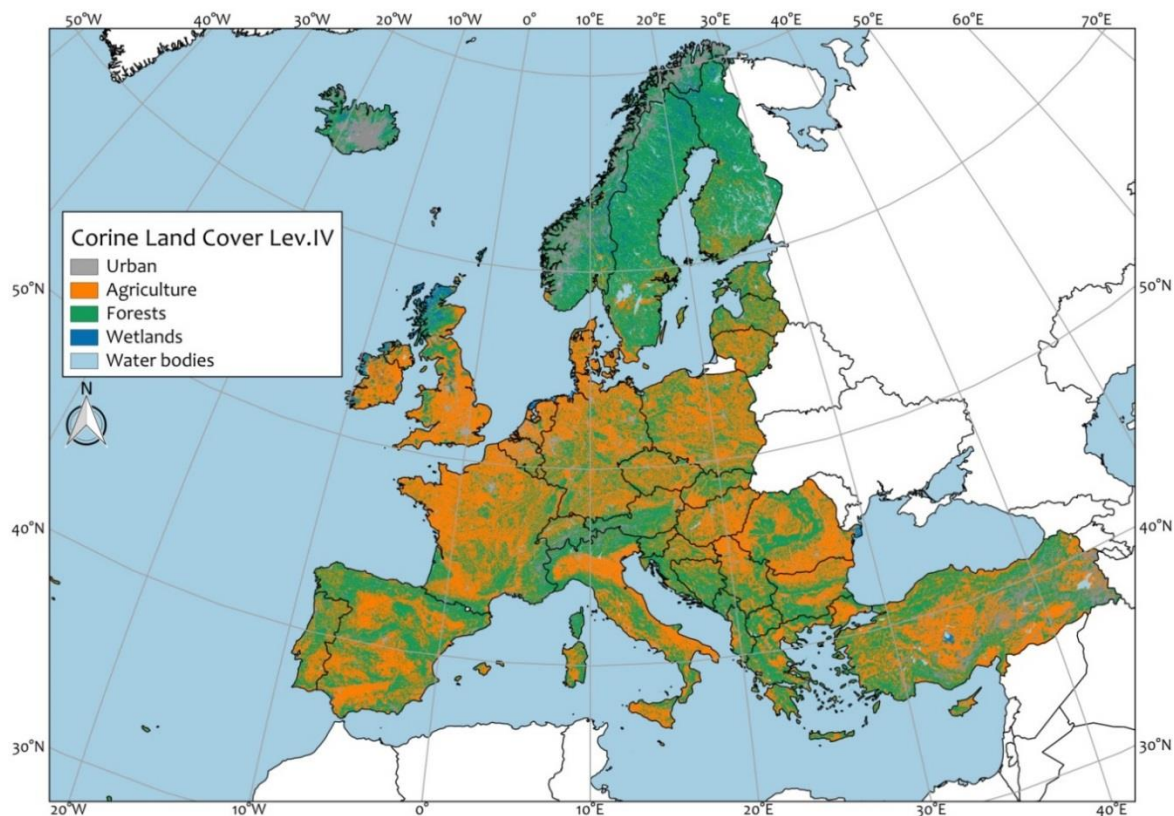 50°W 40°W 30°W 20°W 10°W 0° 10°E 20°E 30°E 40°E 50°E 60°E 70°E
Corine Land Cover Lev.IV
Urban
Agriculture
Forests
Wetlands
Water bodies
50°N
50°N
N
40°N
40°N
30°N
30°N
20°W 10°W 0° 10°E 20°E 30°E 40°E